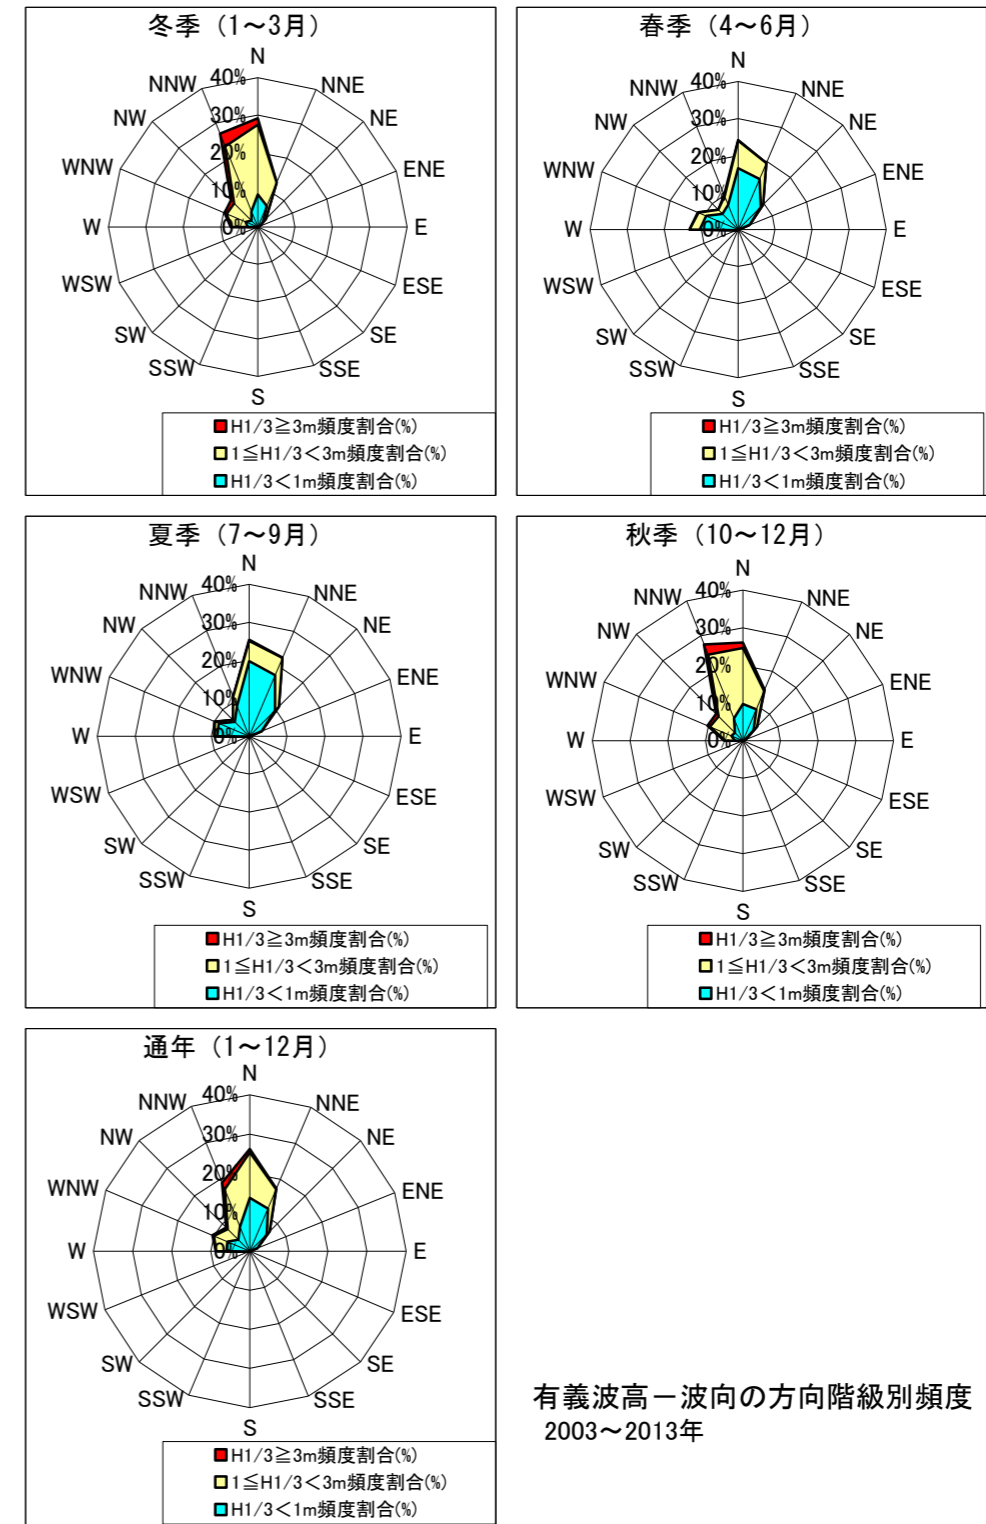 冬季（1～3月）
N
NNE
NE
ENE
E
ESE
SE
SSE
S
SSW
SW
WSW
W
WNW
NW
NNW
40%
30%
20%
10%
0%
H1/3≧3m頻度割合(%)
1≦H1/3＜3m頻度割合(%)
H1/3＜1m頻度割合(%)
春季（4～6月）
N
NNE
NE
ENE
E
ESE
SE
SSE
S
SSW
SW
WSW
W
WNW
NW
NNW
40%
30%
20%
10%
0%
H1/3≧3m頻度割合(%)
1≦H1/3＜3m頻度割合(%)
H1/3＜1m頻度割合(%)
夏季（7～9月）
N
NNE
NE
ENE
E
ESE
SE
SSE
S
SSW
SW
WSW
W
WNW
NW
NNW
40%
30%
20%
10%
0%
H1/3≧3m頻度割合(%)
1≦H1/3＜3m頻度割合(%)
H1/3＜1m頻度割合(%)
秋季（10～12月）
N
NNE
NE
ENE
E
ESE
SE
SSE
S
SSW
SW
WSW
W
WNW
NW
NNW
40%
30%
20%
10%
0%
H1/3≧3m頻度割合(%)
1≦H1/3＜3m頻度割合(%)
H1/3＜1m頻度割合(%)
通年（1～12月）
N
NNE
NE
ENE
E
ESE
SE
SSE
S
SSW
SW
WSW
W
WNW
NW
NNW
40%
30%
20%
10%
0%
H1/3≧3m頻度割合(%)
1≦H1/3＜3m頻度割合(%)
H1/3＜1m頻度割合(%)
有義波高－波向の方向階級別頻度
2003～2013年